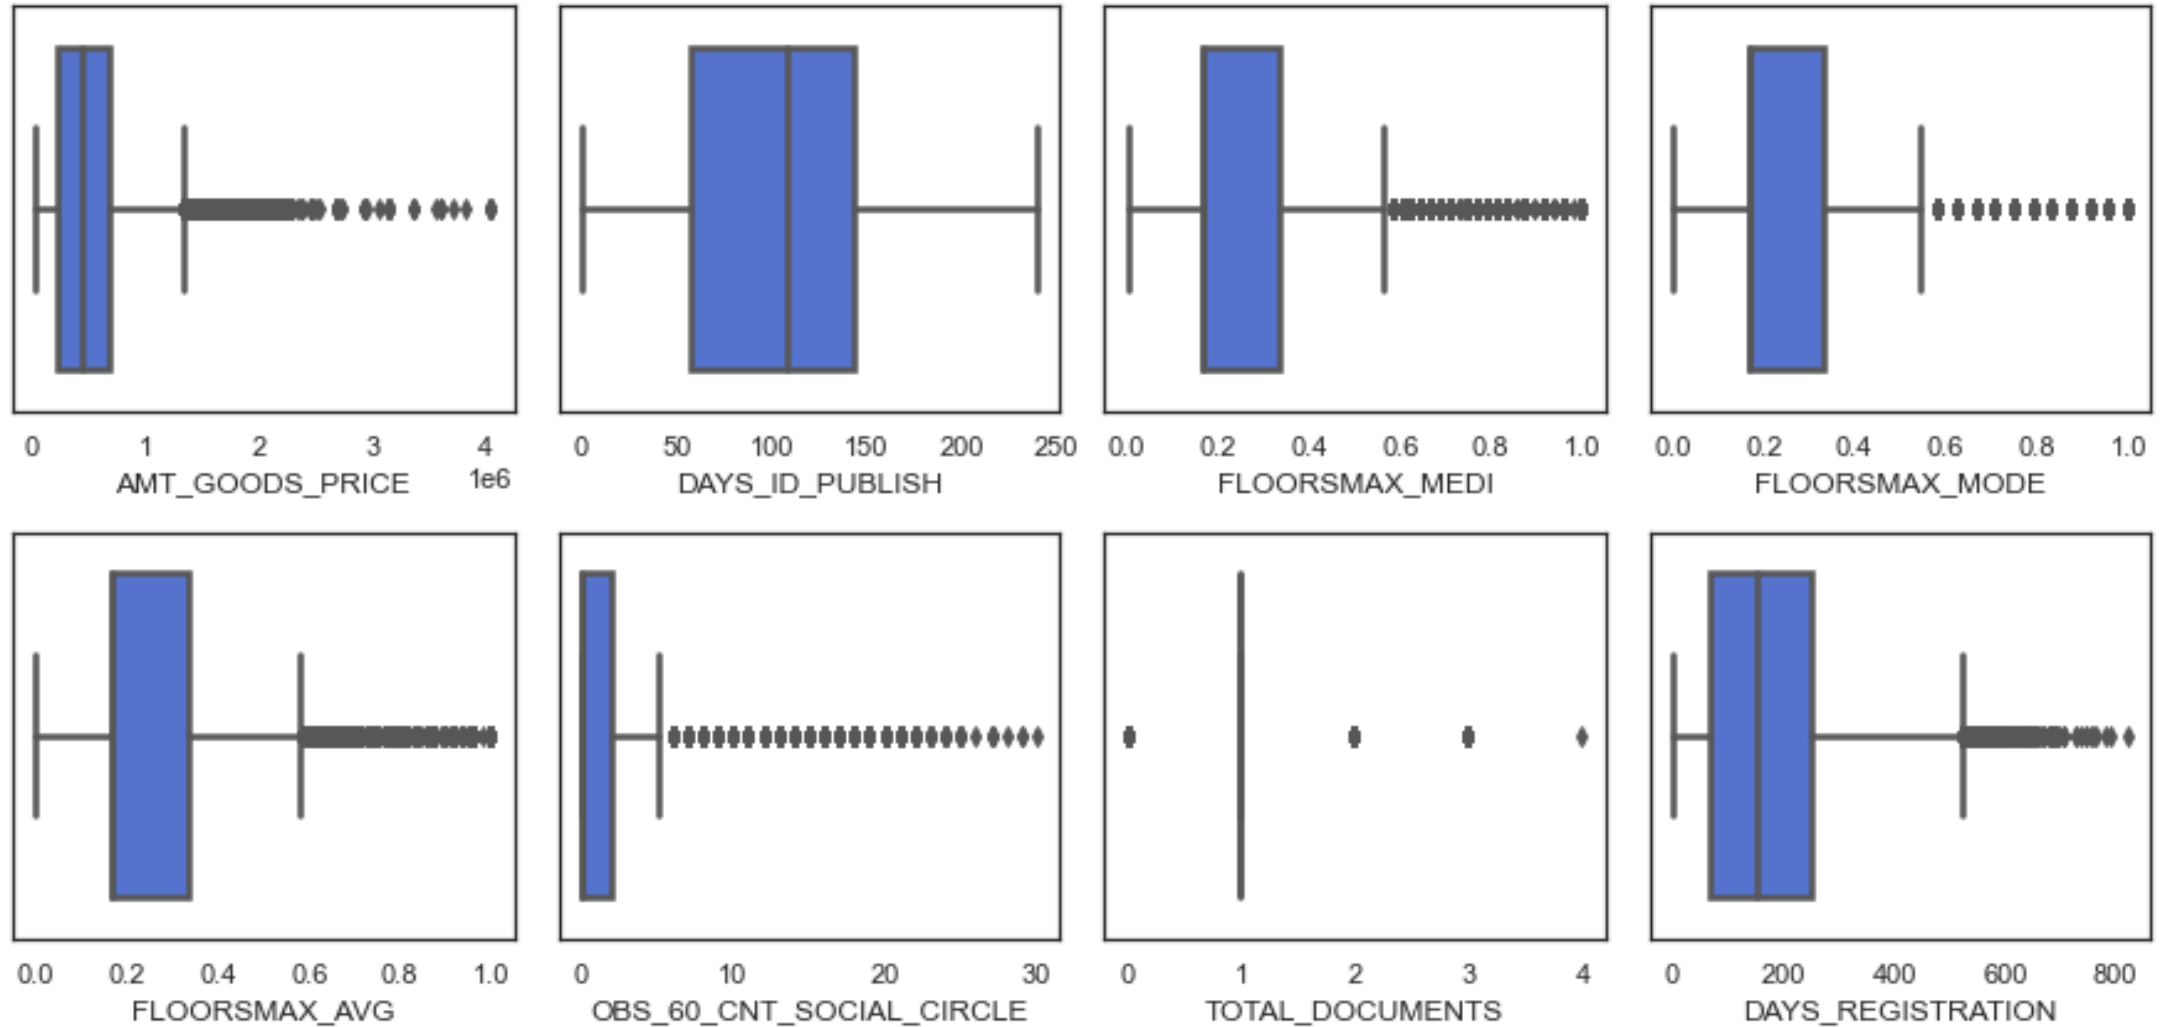 0 1 2 3 4
AMT_GOODS_PRICE 1e6
0 50 100 150 200 250
DAYS_ID_PUBLISH
0.0 0.2 0.4 0.6 0.8 1.0
FLOORSMAX_MEDI
0.0 0.2 0.4 0.6 0.8 1.0
FLOORSMAX_MODE
0.0 0.2 0.4 0.6 0.8 1.0
FLOORSMAX_AVG
0 10 20 30
OBS_60_CNT_SOCIAL_CIRCLE
0 1 2 3 4
TOTAL_DOCUMENTS
0 200 400 600 800
DAYS_REGISTRATION